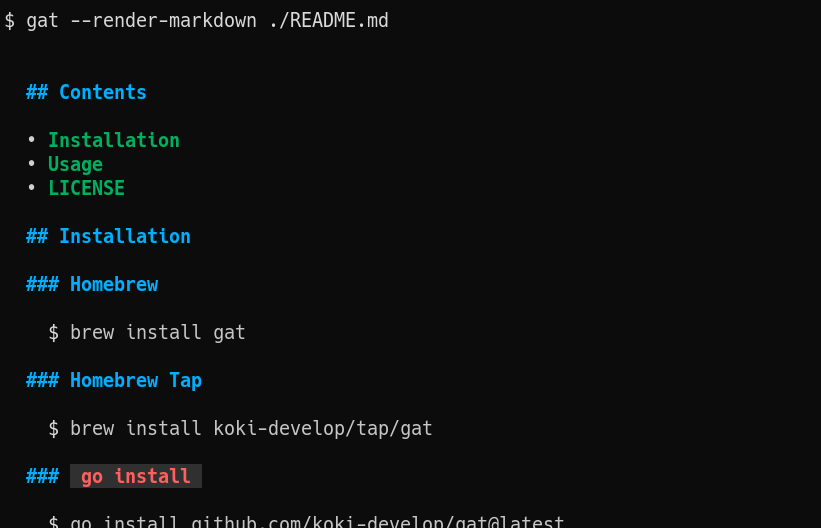 $ gat --render-markdown ./README.md
## Contents
• Installation
• Usage
• LICENSE
## Installation
### Homebrew
$ brew install gat
### Homebrew Tap
$ brew install koki-develop/tap/gat
### go install
$ go install github.com/koki-develop/gat@latest